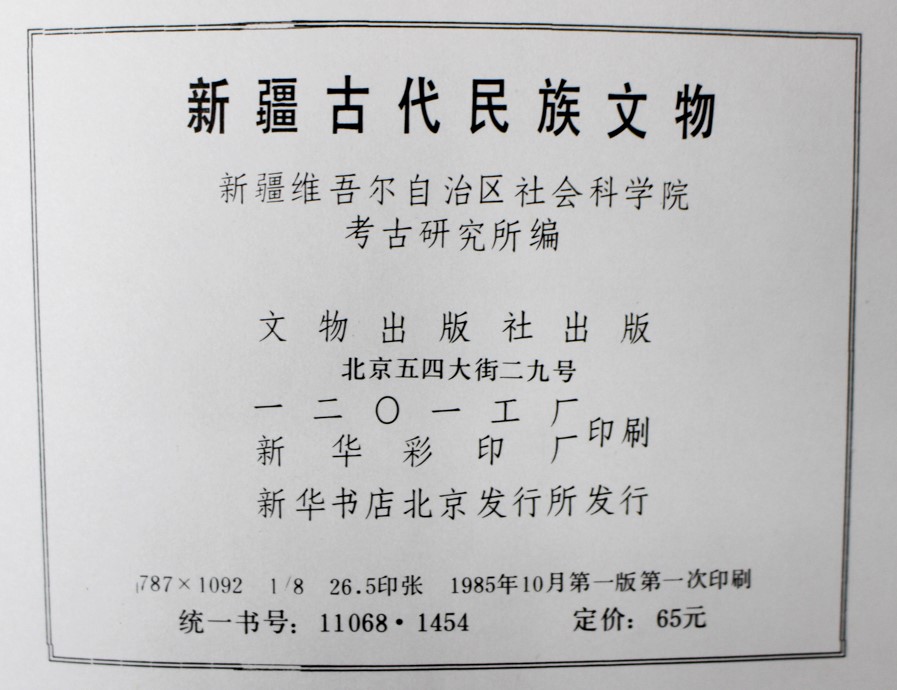 新疆古代民族文物
新疆维吾尔自治区社会科学院
考古研究所编
文物出版社出版
北京五四大街二九号
一二〇一工厂
新华彩印厂 印刷
新华书店北京发行所发行
787×1092 1/8 26.5印张 1985年10月第一版第一次印刷
统一书号：11068·1454 定价：65元